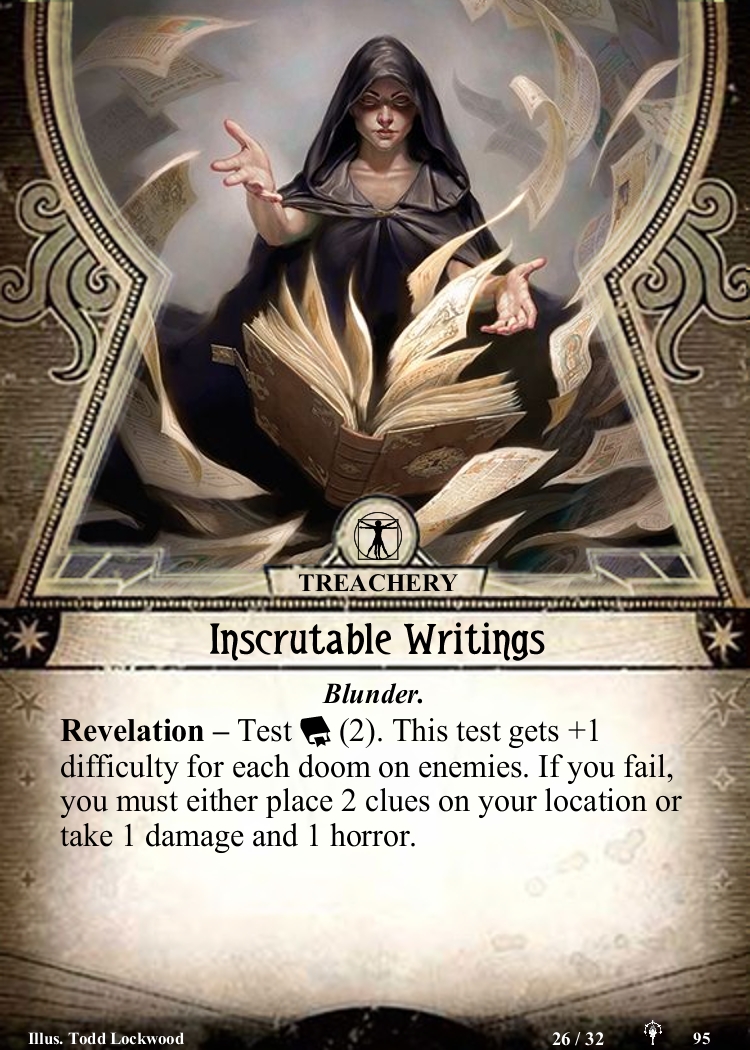 TREACHERY
Inscrutable Writings
Blunder.
Revelation – Test (2). This test gets +1
difficulty for each doom on enemies. If you fail,
you must either place 2 clues on your location or
take 1 damage and 1 horror.
Illus. Todd Lockwood
26 / 32
95